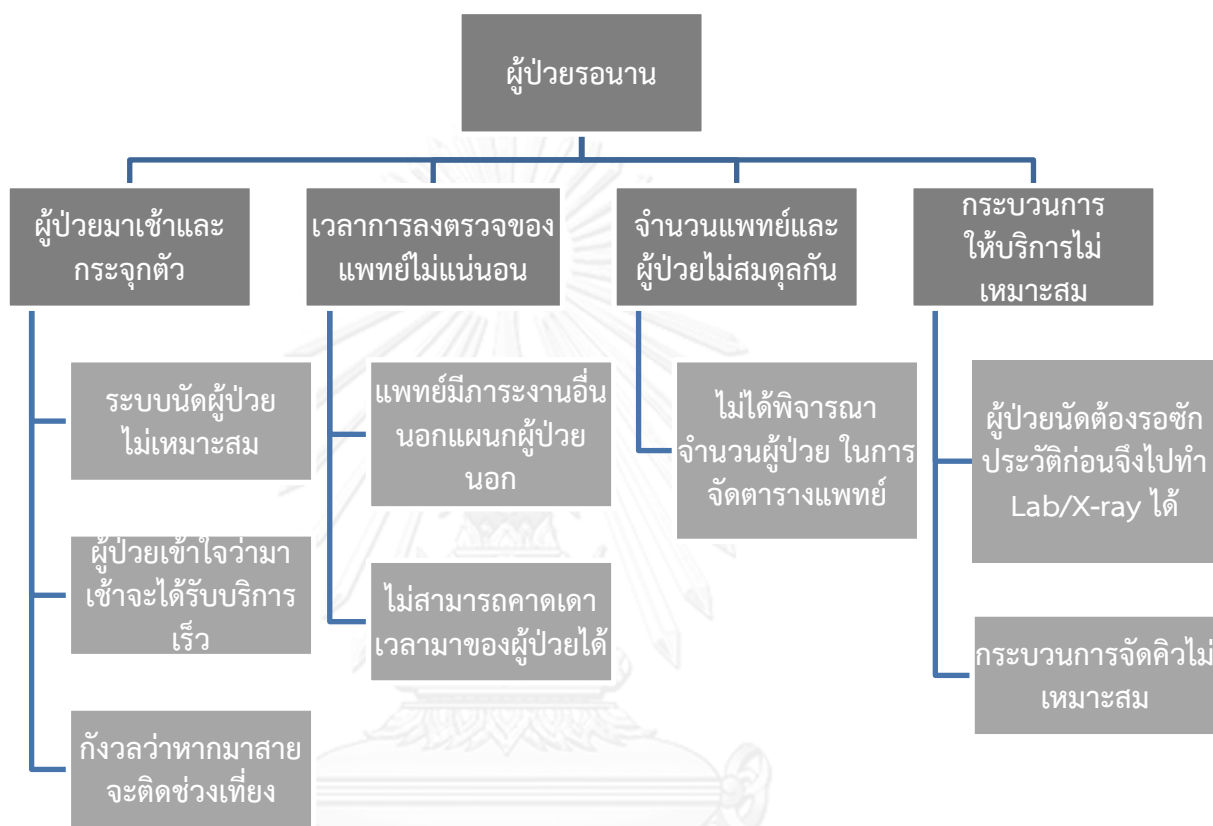 ผู้ป่วยรอนาน
ผู้ป่วยมาเช้าและ
กระจุกตัว
ระบบนัดผู้ป่วย
ไม่เหมาะสม
ผู้ป่วยเข้าใจว่ามา
เช้าจะได้รับบริการ
เร็ว
กังวลว่าหากมาสาย
จะติดช่วงเที่ยง
เวลาการลงตรวจของ
แพทย์ไม่แน่นอน
แพทย์มีภาระงานอื่น
นอกแผนกผู้ป่วย
นอก
ไม่สามารถคาดเดา
เวลามาของผู้ป่วยได้
จำนวนแพทย์และ
ผู้ป่วยไม่สมดุลกัน
ไม่ได้พิจารณา
จำนวนผู้ป่วย ในการ
จัดตารางแพทย์
กระบวนการ
ให้บริการไม่
เหมาะสม
ผู้ป่วยนัดต้องรอซัก
ประวัติก่อนจึงไปทำ
Lab/X-ray ได้
กระบวนการจัดคิวไม่
เหมาะสม